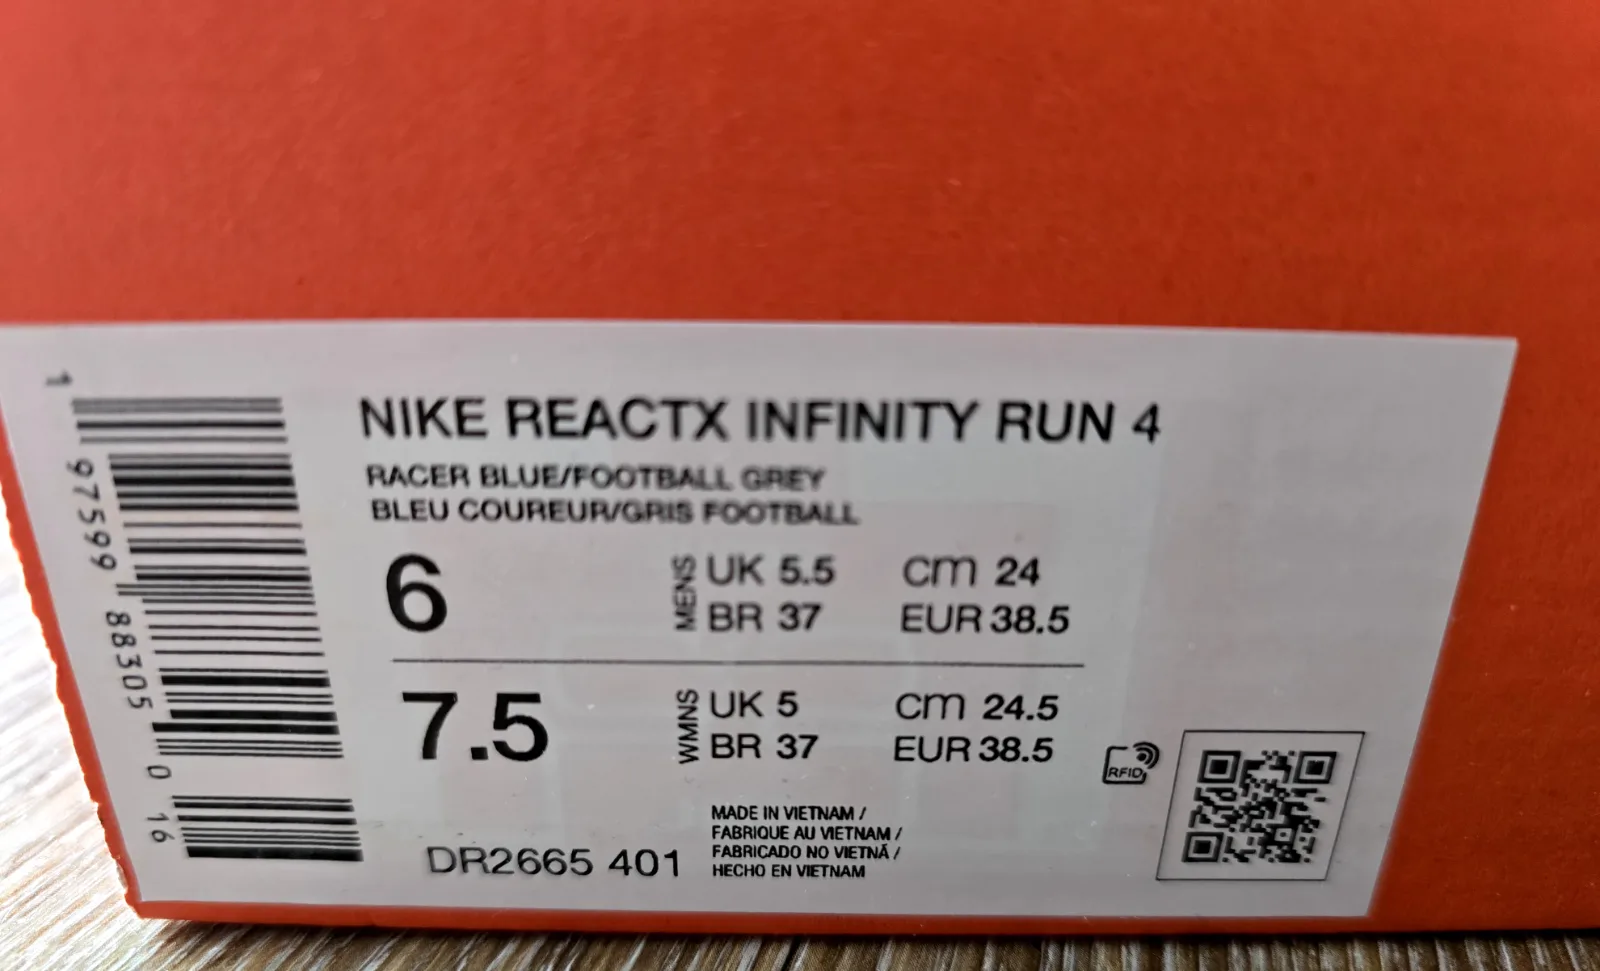 NIKE REACTX INFINITY RUN 4
RACER BLUE/FOOTBALL GREY
BLEU COUREUR/GRIS FOOTBALL
6
MENS
UK 5.5 cm 24
BR 37 EUR 38.5
7.5
WMNS
UK 5 cm 24.5
BR 37 EUR 38.5
RFID
MADE IN VIETNAM /
FABRIQUE AU VIETNAM /
FABRICADO NO VIETNÃ /
HECHO EN VIETNAM
DR2665 401
1 97599 88305 0 16